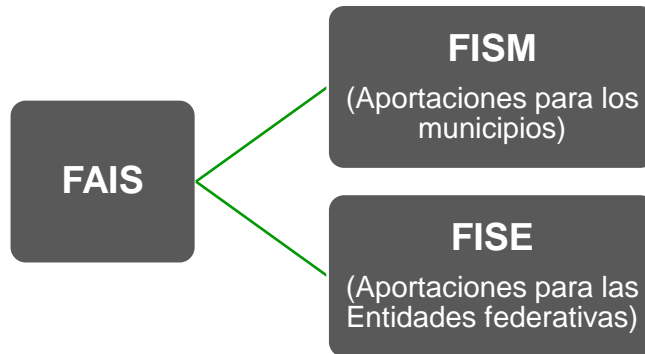 FISM
(Aportaciones para los
municipios)
FAIS
FISE
(Aportaciones para las
Entidades federativas)